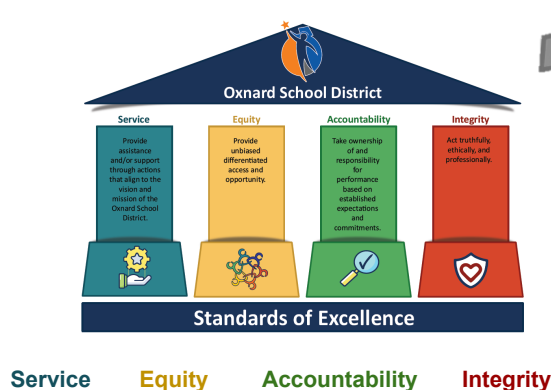 Oxnard School District
Service
Equity
Accountability
Integrity
Provide
assistance
and/or support
through actions
that align to the
vision and
mission of the
Oxnard School
District.
Provide
unbiased
differentiated
access and
opportunity.
Take ownership
of and
responsibility
for
performance
based on
established
expectations
and
commitments.
Act truthfully,
ethically, and
professionally.
Standards of Excellence
Service Equity Accountability Integrity